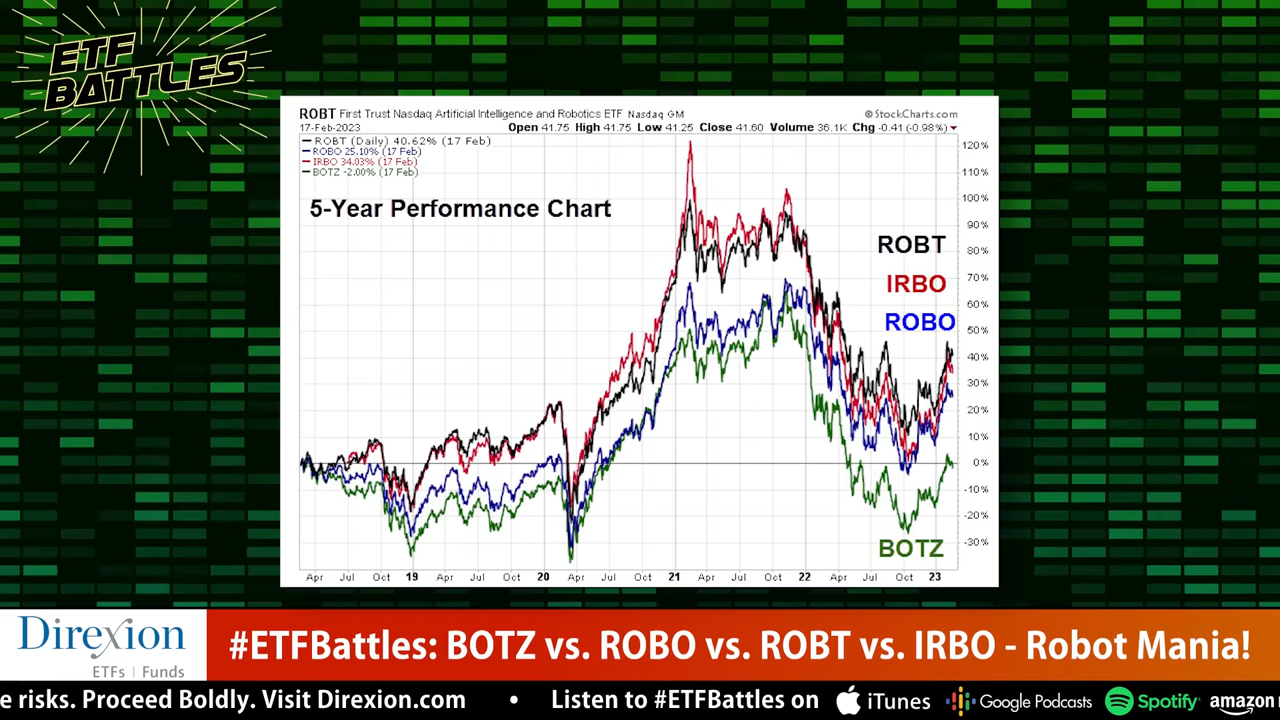 ETF
BATTLES
ROBT First Trust Nasdaq Artificial Intelligence and Robotics ETF Nasdaq GM
©StockCharts.com
17-Feb-2023
Open 41.75 High 41.75 Low 41.25 Close 41.60 Volume 36.1K Chg -0.41 (-0.98%)
ROBT (Daily) 40.62% (17 Feb)
ROBO 25.10% (17 Feb)
IRBO 34.03% (17 Feb)
BOTZ -2.00% (17 Feb)
5-Year Performance Chart
120%
110%
100%
90%
80%
70%
60%
50%
40%
30%
20%
10%
0%
-10%
-20%
-30%
ROBT
IRBO
ROBO
BOTZ
Apr Jul Oct 19 Apr Jul Oct 20 Apr Jul Oct 21 Apr Jul Oct 22 Apr Jul Oct 23
Direxion
ETFs | Funds
#ETFBattles: BOTZ vs. ROBO vs. ROBT vs. IRBO - Robot Mania!
e risks. Proceed Boldly. Visit Direxion.com • Listen to #ETFBattles on iTunes Google Podcasts Spotify amazon